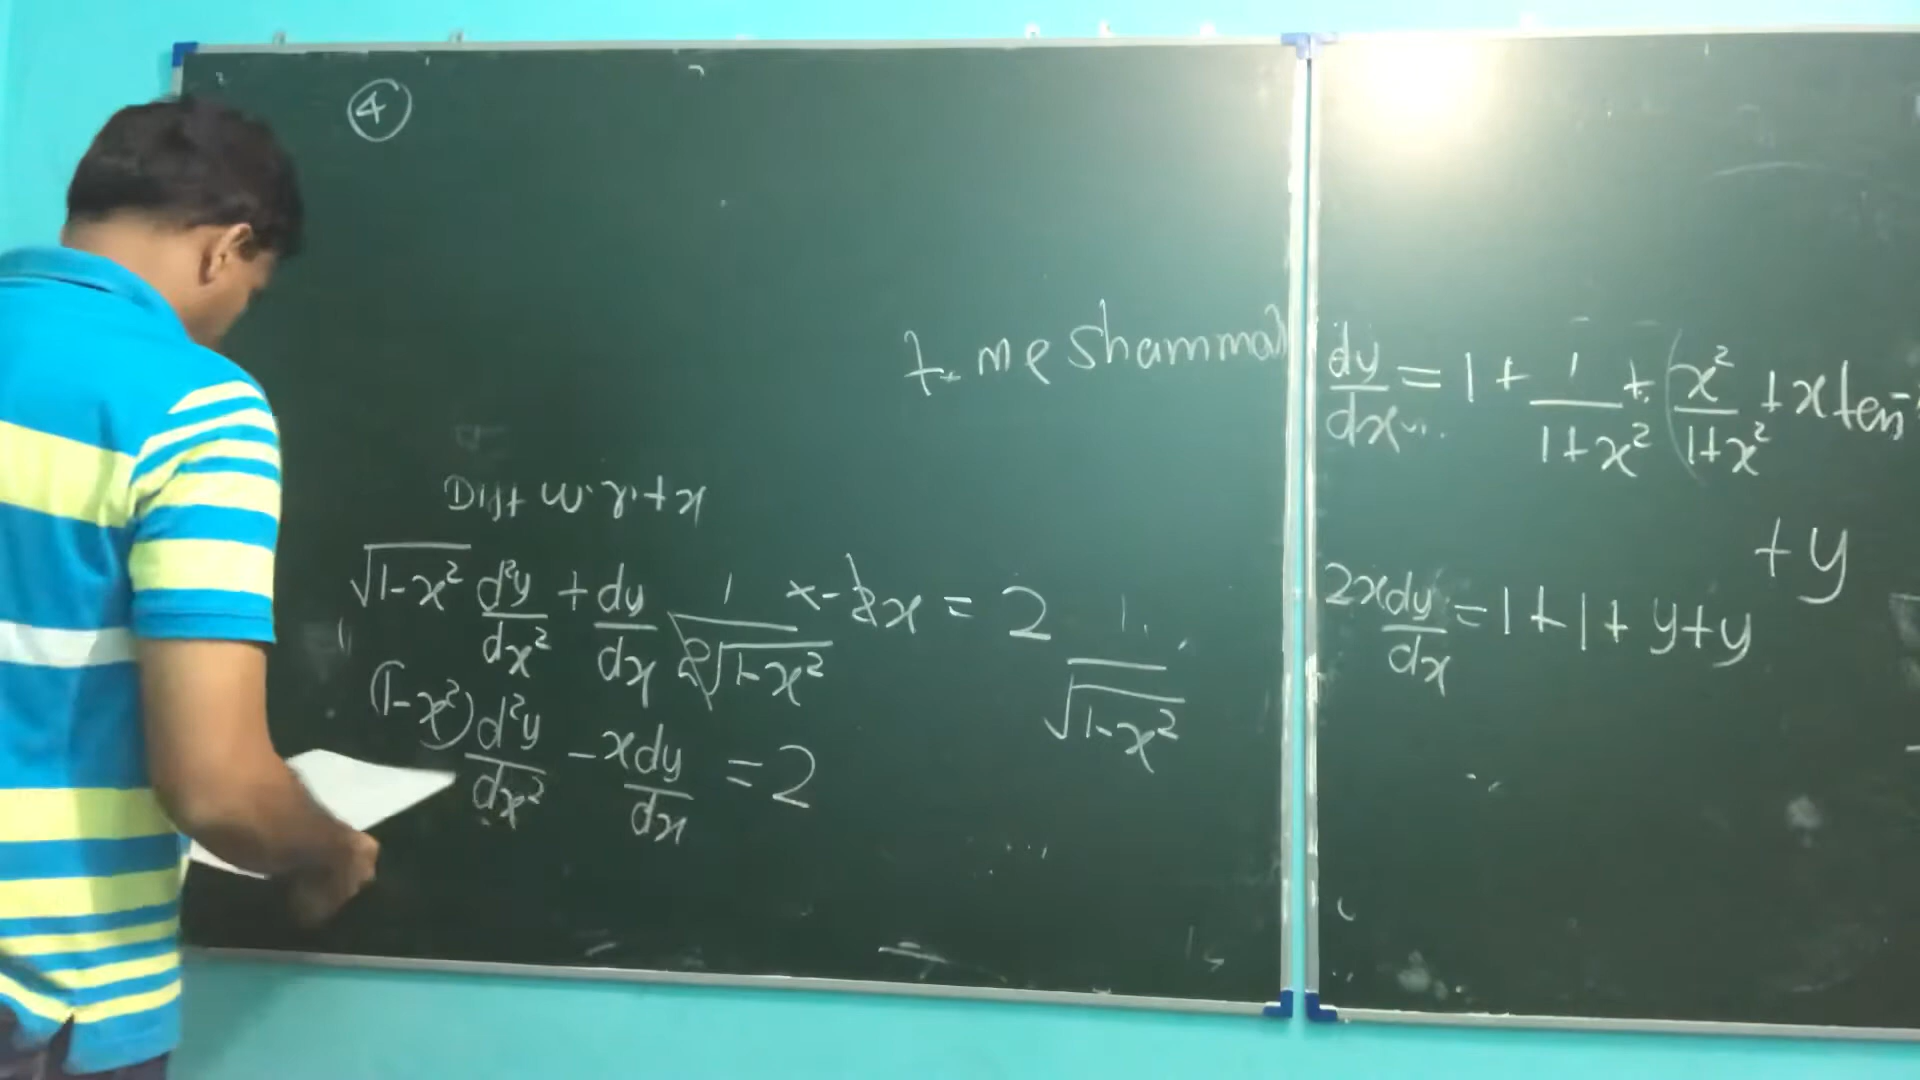 ④
t. me shammas
Diff w.r.t x
√1-x² d²y/dx² + dy/dx 1/2√1-x² x-2x = 2 1/√1-x²
(1-x²) d²y/dx² - x dy/dx = 2
dy/dx = 1 + 1/1+x² + (x²/1+x² + x tan⁻
+ y
2x dy/dx = 1 + 1 + y + y